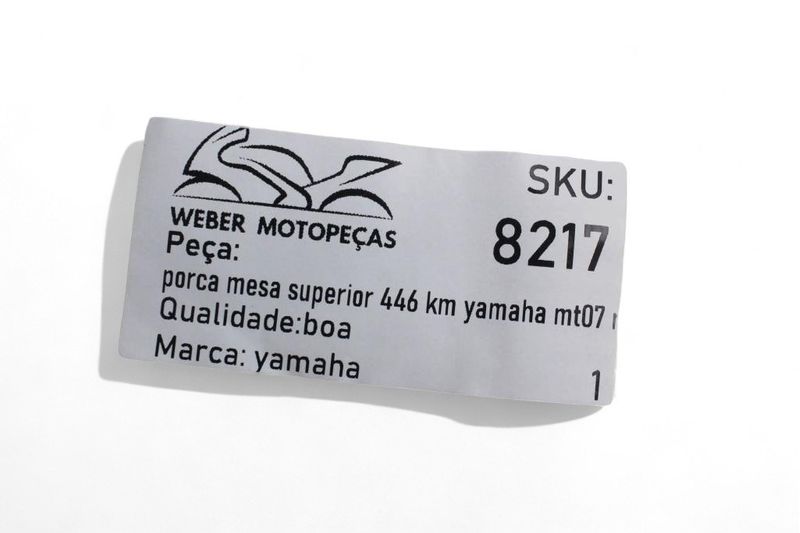 WEBER MOTOPEÇAS
SKU:
8217
Peça:
porca mesa superior 446 km yamaha mt07
Qualidade:boa
Marca: yamaha
1